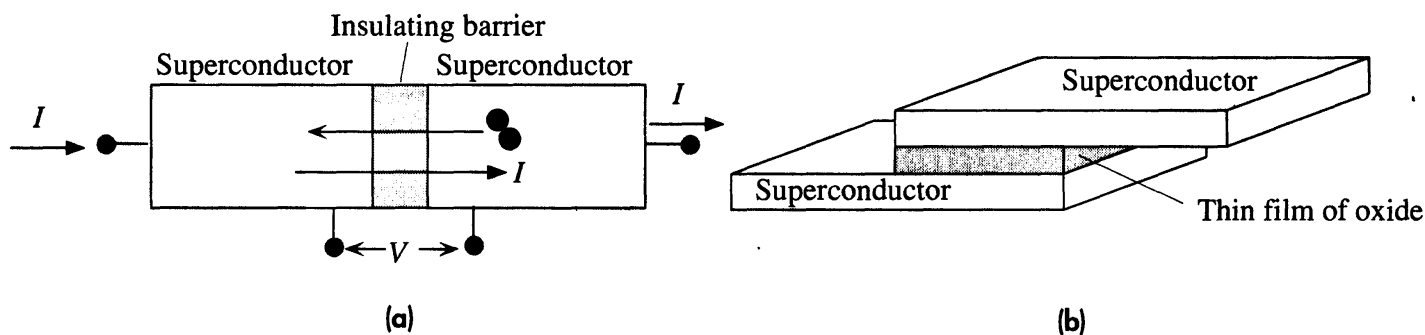 Insulating barrier
Superconductor Superconductor
I
I
I
V
(a)
Superconductor
Superconductor
Thin film of oxide
(b)